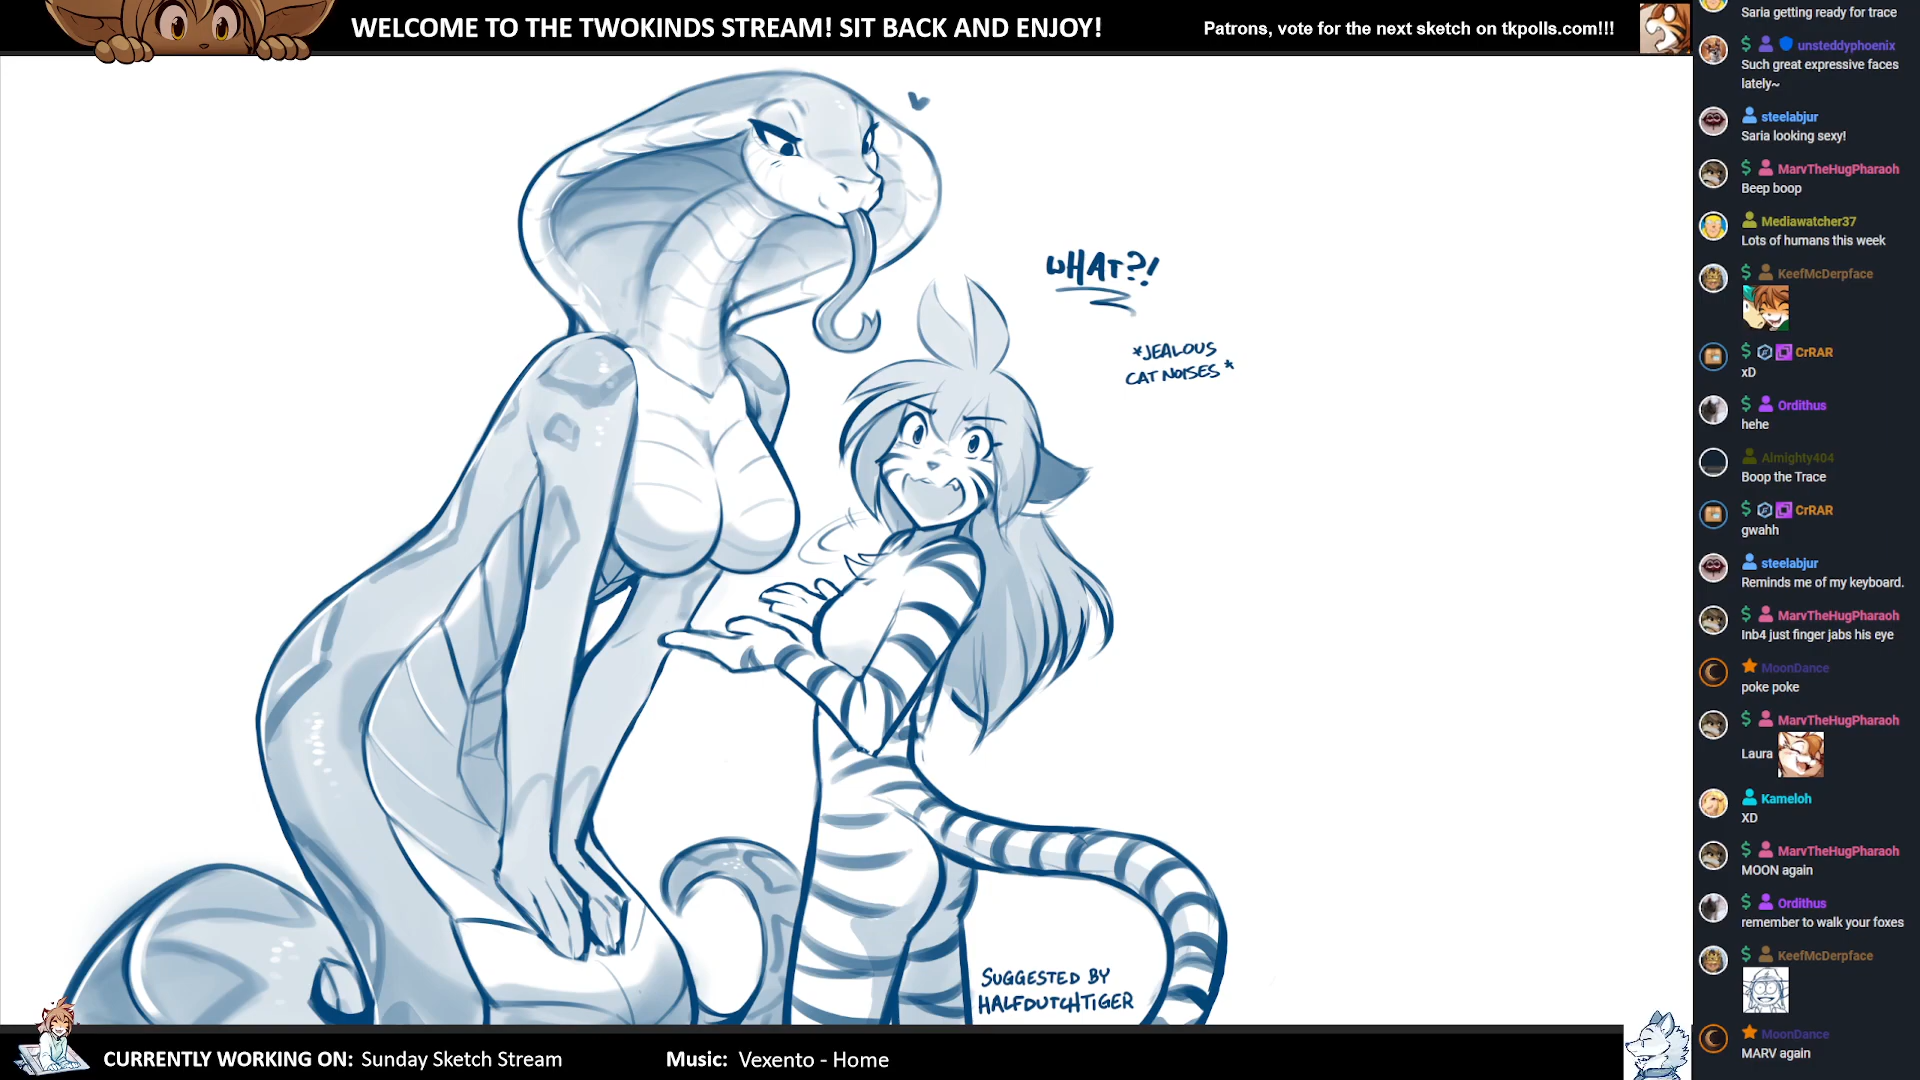 WELCOME TO THE TWOKINDS STREAM! SIT BACK AND ENJOY!
Patrons, vote for the next sketch on tkpolls.com!!!
WHAT?!
*JEALOUS
CAT NOISES*
SUGGESTED BY
HALFDUTCHTIGER
CURRENTLY WORKING ON: Sunday Sketch Stream
Music: Vexento - Home
Saria getting ready for trace
unsteddyphoenix
Such great expressive faces
lately~
steelabjur
Saria looking sexy!
MarvTheHugPharaoh
Beep boop
Mediawatcher37
Lots of humans this week
KeefMcDerpface
CrRAR
xD
Ordithus
hehe
Almighty404
Boop the Trace
CrRAR
gwahh
steelabjur
Reminds me of my keyboard.
MarvTheHugPharaoh
Inb4 just finger jabs his eye
MoonDance
poke poke
MarvTheHugPharaoh
Laura
Kameloh
XD
MarvTheHugPharaoh
MOON again
Ordithus
remember to walk your foxes
KeefMcDerpface
MoonDance
MARV again